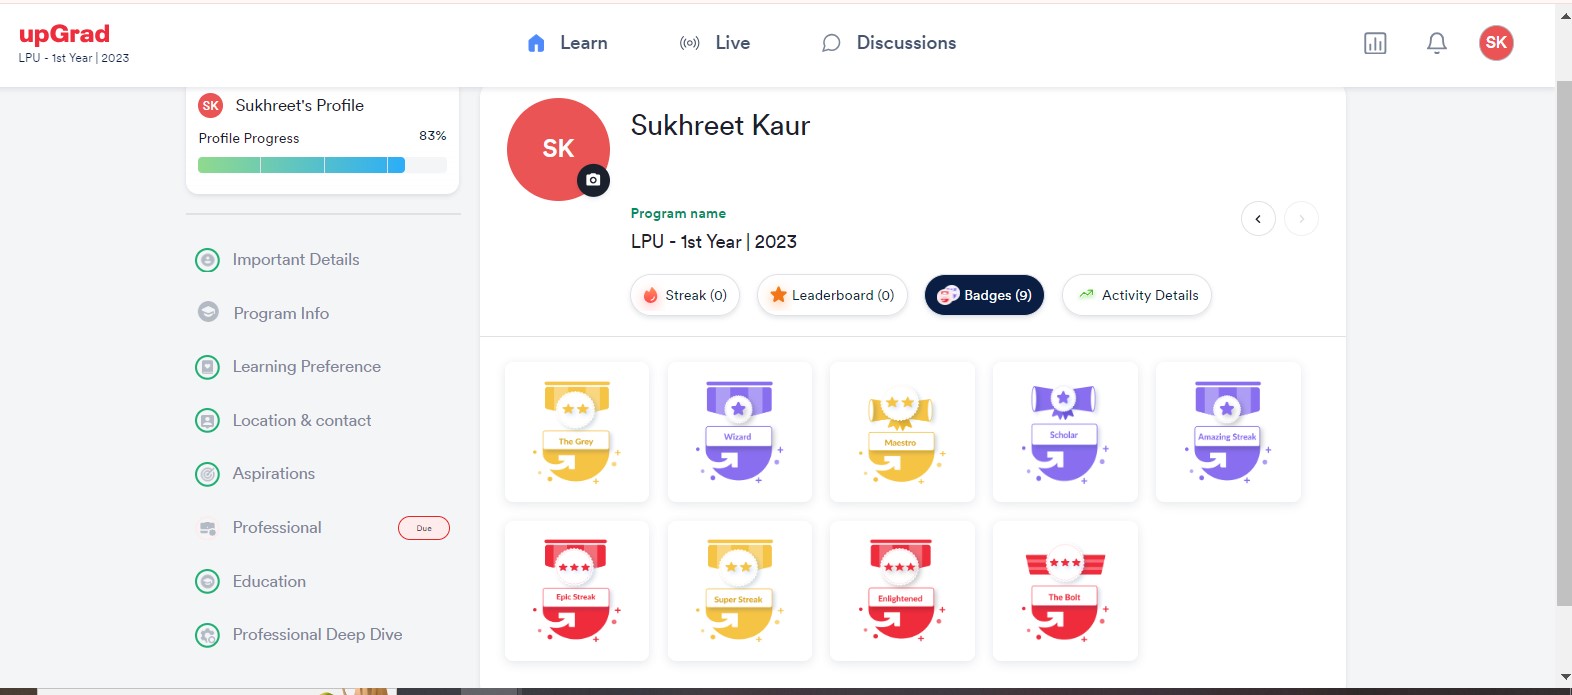 upGrad
LPU - 1st Year | 2023
Learn
Live
Discussions
SK
SK
Sukhreet's Profile
Profile Progress
83%
Important Details
Program Info
Learning Preference
Location & contact
Aspirations
Professional
Due
Education
Professional Deep Dive
SK
Sukhreet Kaur
Program name
LPU - 1st Year | 2023
Streak (0)
Leaderboard (0)
Badges (9)
Activity Details
The Grey
Wizard
Maestro
Scholar
Amazing Streak
Epic Streak
Super Streak
Enlightened
The Bolt